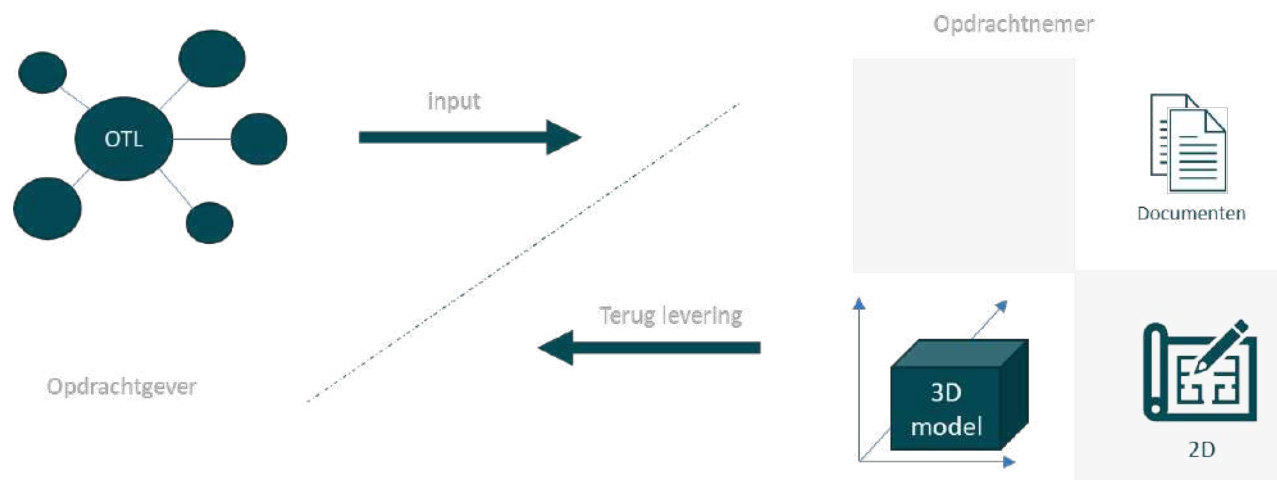 Opdrachtnemer
OTL
input
Documenten
Terug levering
Opdrachtgever
3D
model
2D